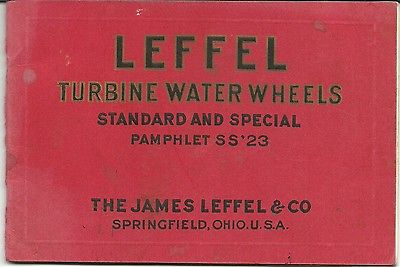 LEFFEL
TURBINE WATER WHEELS
STANDARD AND SPECIAL
PAMPHLET SS'23
THE JAMES LEFFEL & CO
SPRINGFIELD, OHIO. U.S.A.